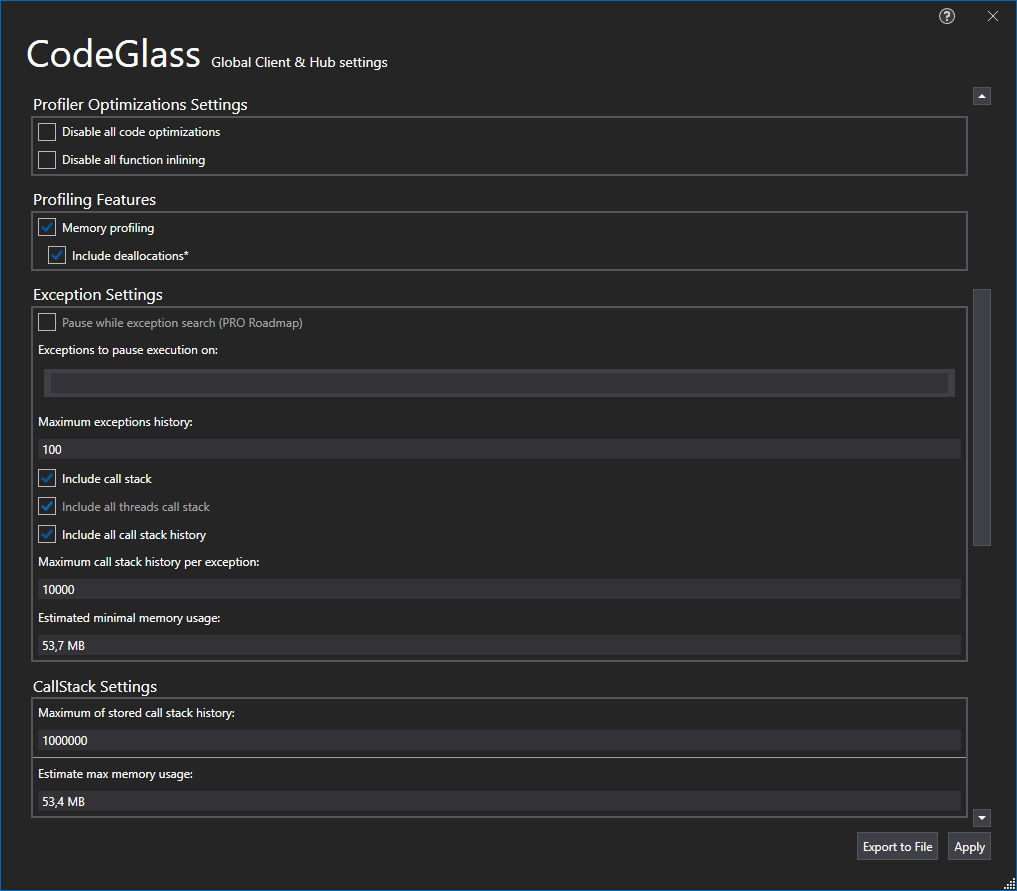 CodeGlass Global Client & Hub settings
Profiler Optimizations Settings
Disable all code optimizations
Disable all function inlining
Profiling Features
Memory profiling
Include deallocations*
Exception Settings
Pause while exception search (PRO Roadmap)
Exceptions to pause execution on:
Maximum exceptions history:
100
Include call stack
Include all threads call stack
Include all call stack history
Maximum call stack history per exception:
10000
Estimated minimal memory usage:
53,7 MB
CallStack Settings
Maximum of stored call stack history:
1000000
Estimate max memory usage:
53,4 MB
Export to File Apply